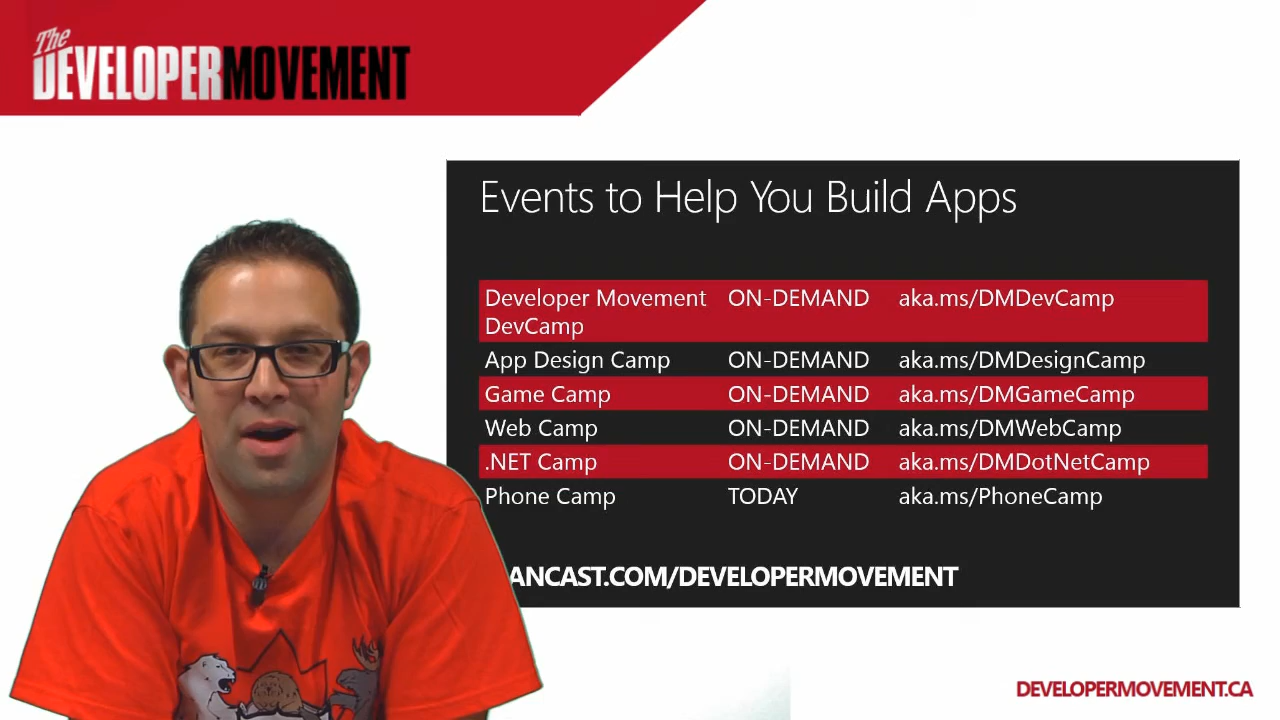 The
DEVELOPERMOVEMENT
Events to Help You Build Apps
Developer Movement ON-DEMAND aka.ms/DMDevCamp
DevCamp
App Design Camp ON-DEMAND aka.ms/DMDesignCamp
Game Camp ON-DEMAND aka.ms/DMGameCamp
Web Camp ON-DEMAND aka.ms/DMWebCamp
.NET Camp ON-DEMAND aka.ms/DMDotNetCamp
Phone Camp TODAY aka.ms/PhoneCamp
ANCAST.COM/DEVELOPERMOVEMENT
DEVELOPERMOVEMENT.CA